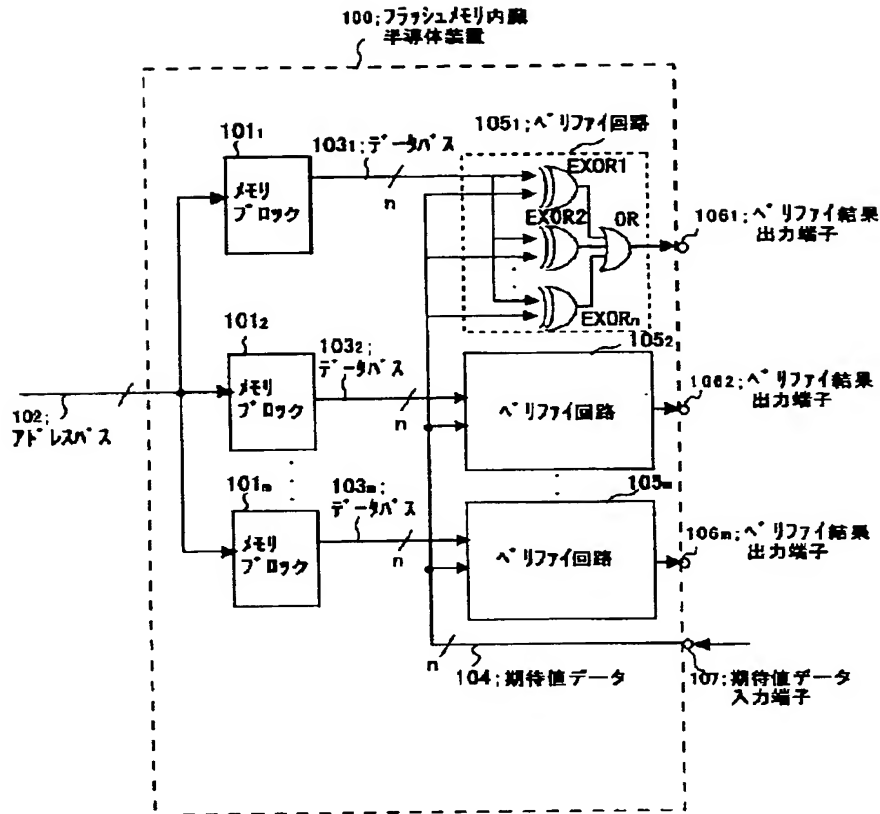 100;フラッシュメモリ内臓
半導体装置
101₁
メモリ
ブロック
103₁;データバス
n
105₁;ベリファイ回路
EXOR1
EXOR2
OR
EXORn
106₁;ベリファイ結果
出力端子
101₂
メモリ
ブロック
103₂;
データバス
n
105₂
ベリファイ回路
106₂;ベリファイ結果
出力端子
102;
アドレスバス
101m
メモリ
ブロック
103m;
データバス
n
105m
ベリファイ回路
106m;ベリファイ結果
出力端子
n
104;期待値データ
107;期待値データ
入力端子